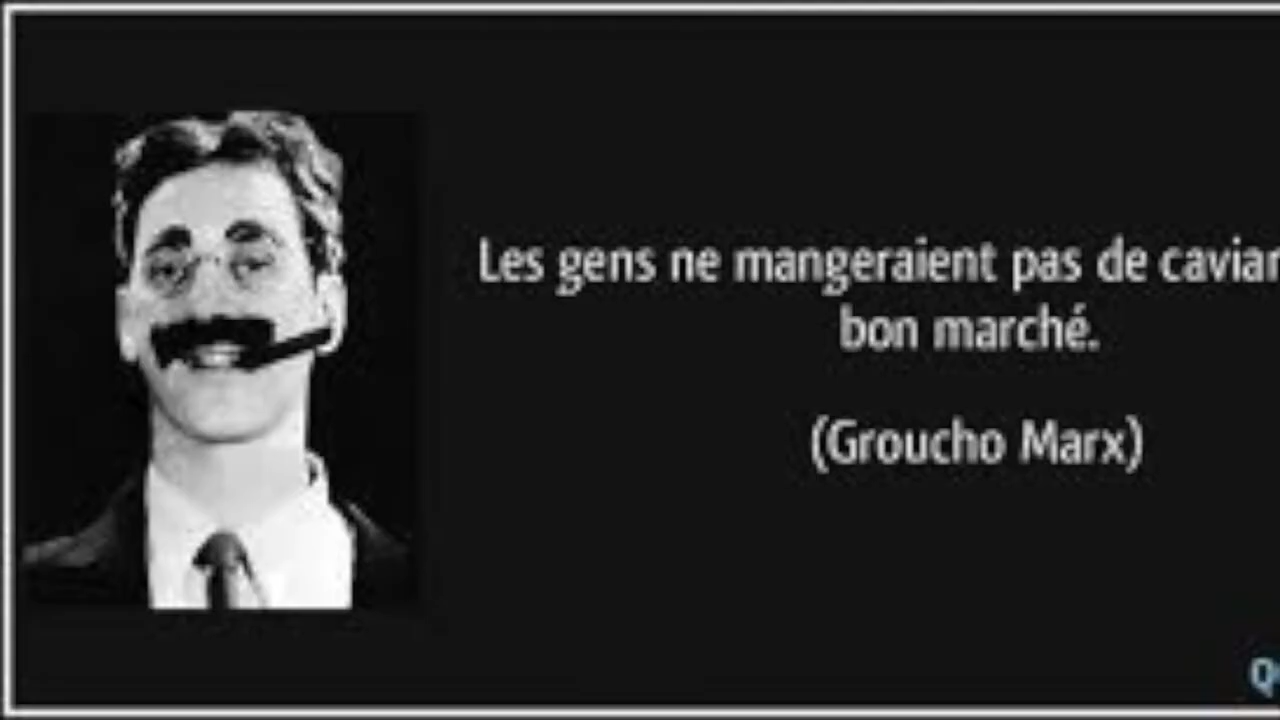 Les gens ne mangeraient pas de caviar
bon marché.
(Groucho Marx)